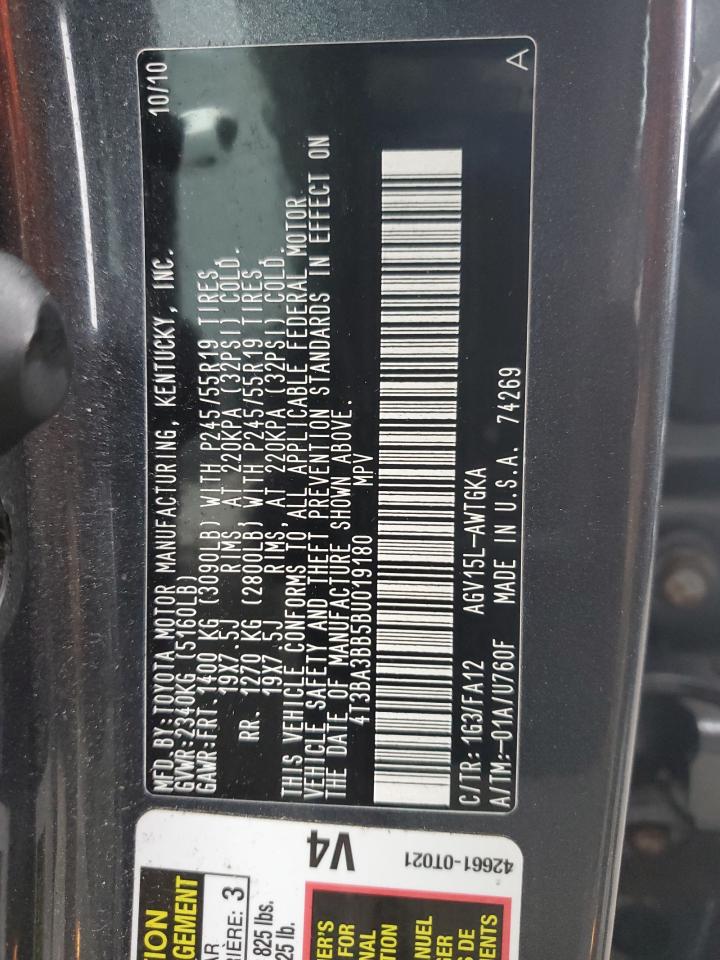 MFD.BY:TOYOTA MOTOR MANUFACTURING, KENTUCKY, INC. 10/10
GVWR:2340KG (5160LB)
GAWR:FRT.1400 KG (3090LB) WITH P245/55R19 TIRES,
19X7.5J RIMS, AT 220KPA (32PSI) COLD.
RR. 1270 KG (2800LB) WITH P245/55R19 TIRES,
19X7.5J RIMS, AT 220KPA (32PSI) COLD.
THIS VEHICLE CONFORMS TO ALL APPLICABLE FEDERAL MOTOR
VEHICLE SAFETY AND THEFT PREVENTION STANDARDS IN EFFECT ON
THE DATE OF MANUFACTURE SHOWN ABOVE.
4T3BA3BB5BU019180 MPV
C/TR:1G3/FA12 AGV15L-AWTGKA
A/TM:-01A/U760F MADE IN U.S.A. 74269 A
V4
42661-0T021
3
825 lbs.
FOR